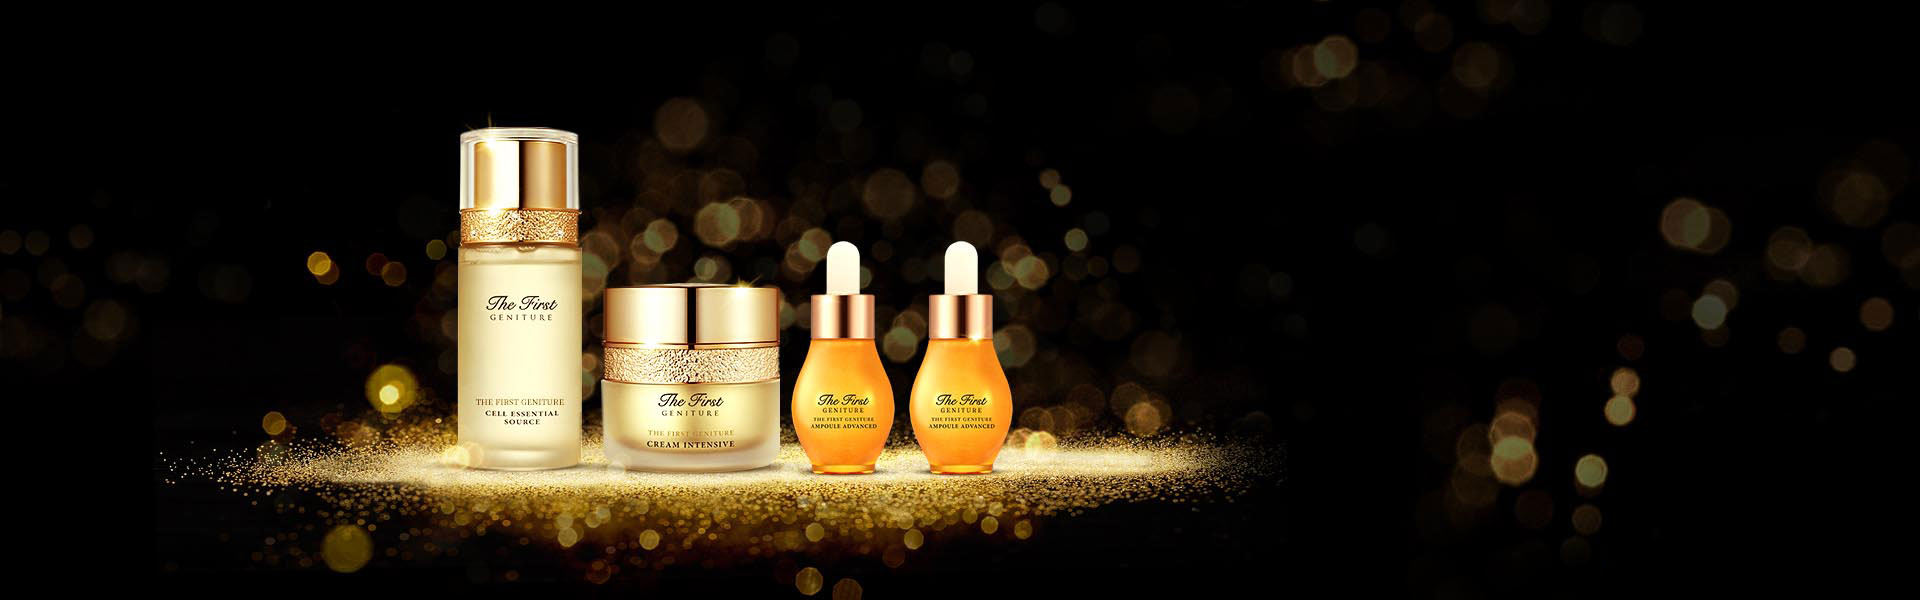 The First
GENITURE
THE FIRST GENITURE
CELL ESSENTIAL
SOURCE
The First
GENITURE
THE FIRST GENITURE
CREAM INTENSIVE
The First
GENITURE
THE FIRST GENITURE
AMPOULE ADVANCED
The First
GENITURE
THE FIRST GENITURE
AMPOULE ADVANCED